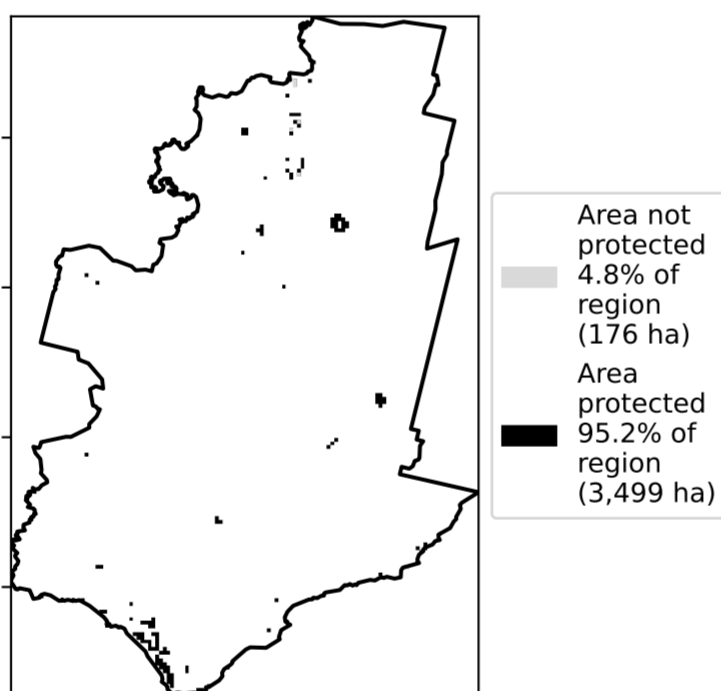 Area not
protected
4.8% of
region
(176 ha)
Area
protected
95.2% of
region
(3,499 ha)